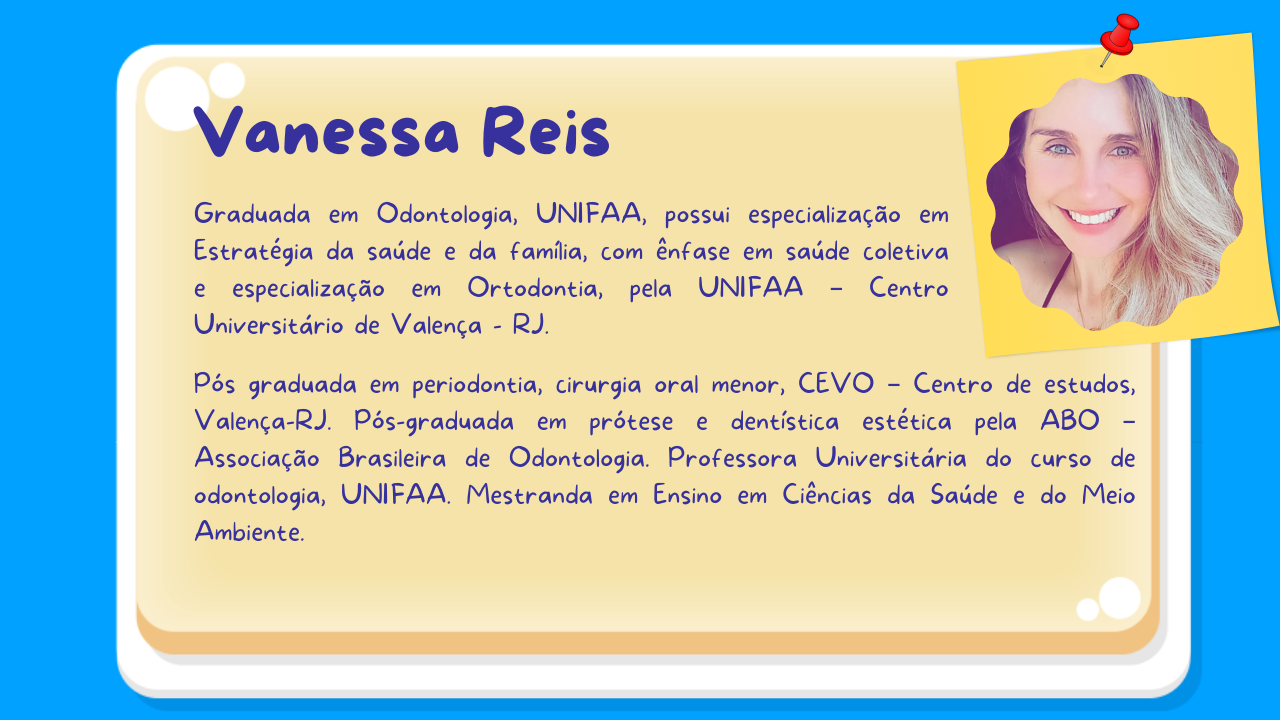 Vanessa Reis
Graduada em Odontologia, UNIFAA, possui especialização em
Estratégia da saúde e da família, com ênfase em saúde coletiva
e especialização em Ortodontia, pela UNIFAA – Centro
Universitário de Valença - RJ.
Pós graduada em periodontia, cirurgia oral menor, CEVO – Centro de estudos,
Valença-RJ. Pós-graduada em prótese e dentística estética pela ABO –
Associação Brasileira de Odontologia. Professora Universitária do curso de
odontologia, UNIFAA. Mestranda em Ensino em Ciências da Saúde e do Meio
Ambiente.